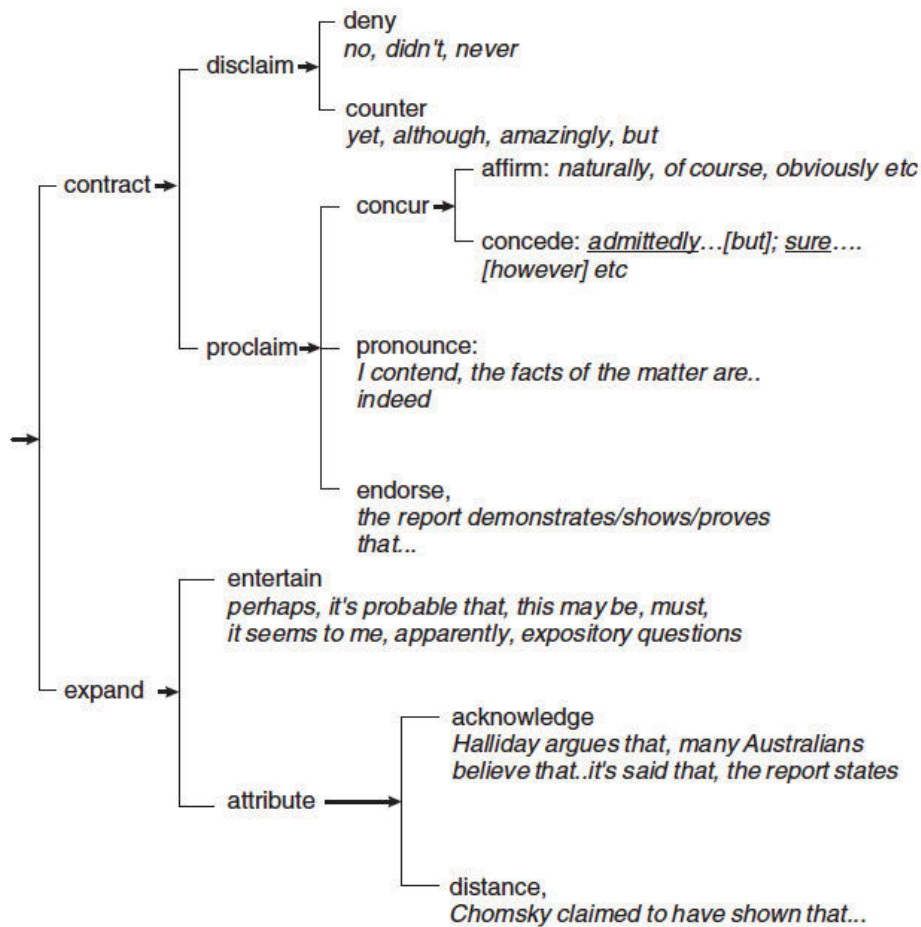 deny
no, didn't, never
disclaim
counter
yet, although, amazingly, but
contract
affirm: naturally, of course, obviously etc
concur
concede: admittedly…[but]; sure….
[however] etc
proclaim
pronounce:
I contend, the facts of the matter are..
indeed
endorse,
the report demonstrates/shows/proves
that...
entertain
perhaps, it's probable that, this may be, must,
it seems to me, apparently, expository questions
expand
acknowledge
Halliday argues that, many Australians
believe that..it's said that, the report states
attribute
distance,
Chomsky claimed to have shown that...